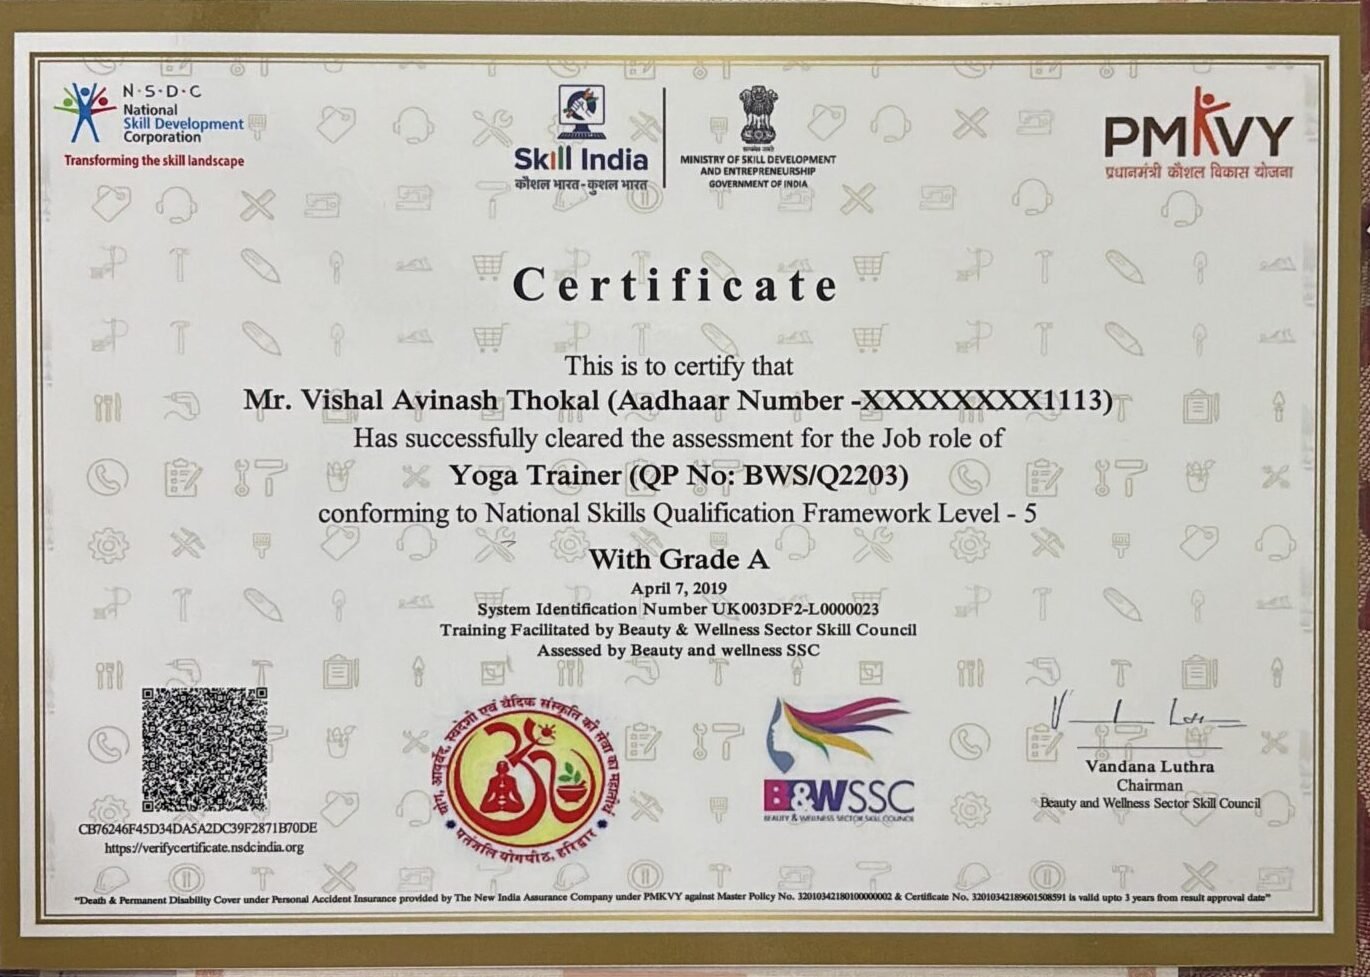 N·S·D·C
National
Skill Development
Corporation
Transforming the skill landscape
Skill India
कौशल भारत-कुशल भारत
सत्यमेव जयते
MINISTRY OF SKILL DEVELOPMENT
AND ENTREPRENEURSHIP
GOVERNMENT OF INDIA
PMKVY
प्रधानमंत्री कौशल विकास योजना
Certificate
This is to certify that
Mr. Vishal Avinash Thokal (Aadhaar Number -XXXXXXXX1113)
Has successfully cleared the assessment for the Job role of
Yoga Trainer (QP No: BWS/Q2203)
conforming to National Skills Qualification Framework Level - 5
With Grade A
April 7, 2019
System Identification Number UK003DF2-L0000023
Training Facilitated by Beauty & Wellness Sector Skill Council
Assessed by Beauty and wellness SSC
CB76246F45D34DA5A2DC39F2871B70DE
https://verifycertificate.nsdcindia.org
योग, आयुर्वेद, स्वदेशी एवं वैदिक संस्कृति की सेवा का महातीर्थ
पतंजलि योगपीठ, हरिद्वार
B&WSSC
BEAUTY & WELLNESS SECTOR SKILL COUNCIL
Vandana Luthra
Chairman
Beauty and Wellness Sector Skill Council
"Death & Permanent Disability Cover under Personal Accident Insurance provided by The New India Assurance Company under PMKVY against Master Policy No. 32010342180100000002 & Certificate No. 32010342189601508591 is valid upto 3 years from result approval date"